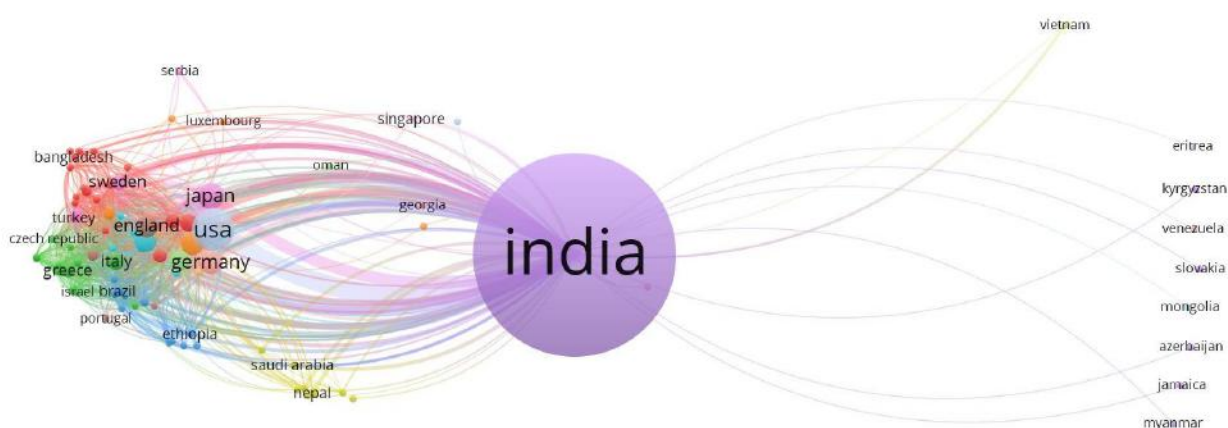 vietnam
serbia
luxembourg
singapore
eritrea
bangladesh
oman
sweden
japan
kyrgyzstan
georgia
turkey
england
usa
venezuela
czech republic
india
italy
germany
slovakia
greece
israel
brazil
mongolia
portugal
ethiopia
azerbaijan
saudi arabia
jamaica
nepal
myanmar